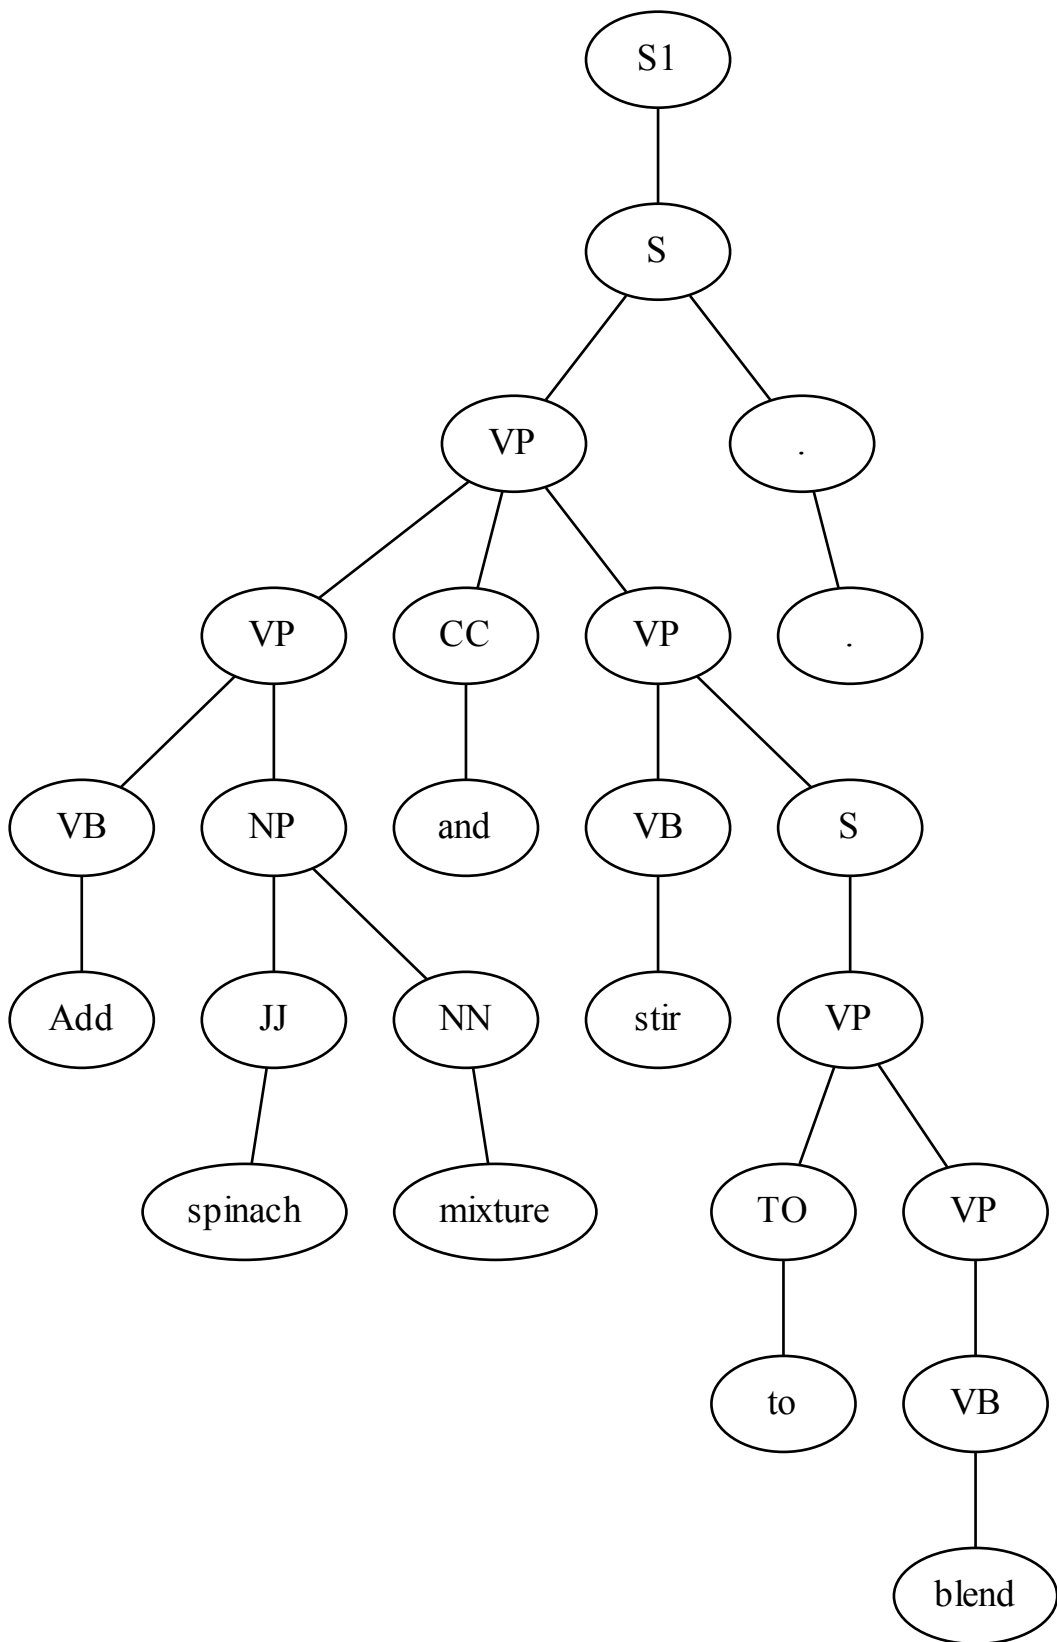 S1
S
VP .
VP CC VP .
VB NP and VB S
Add JJ NN stir VP
spinach mixture TO VP
to VB
blend